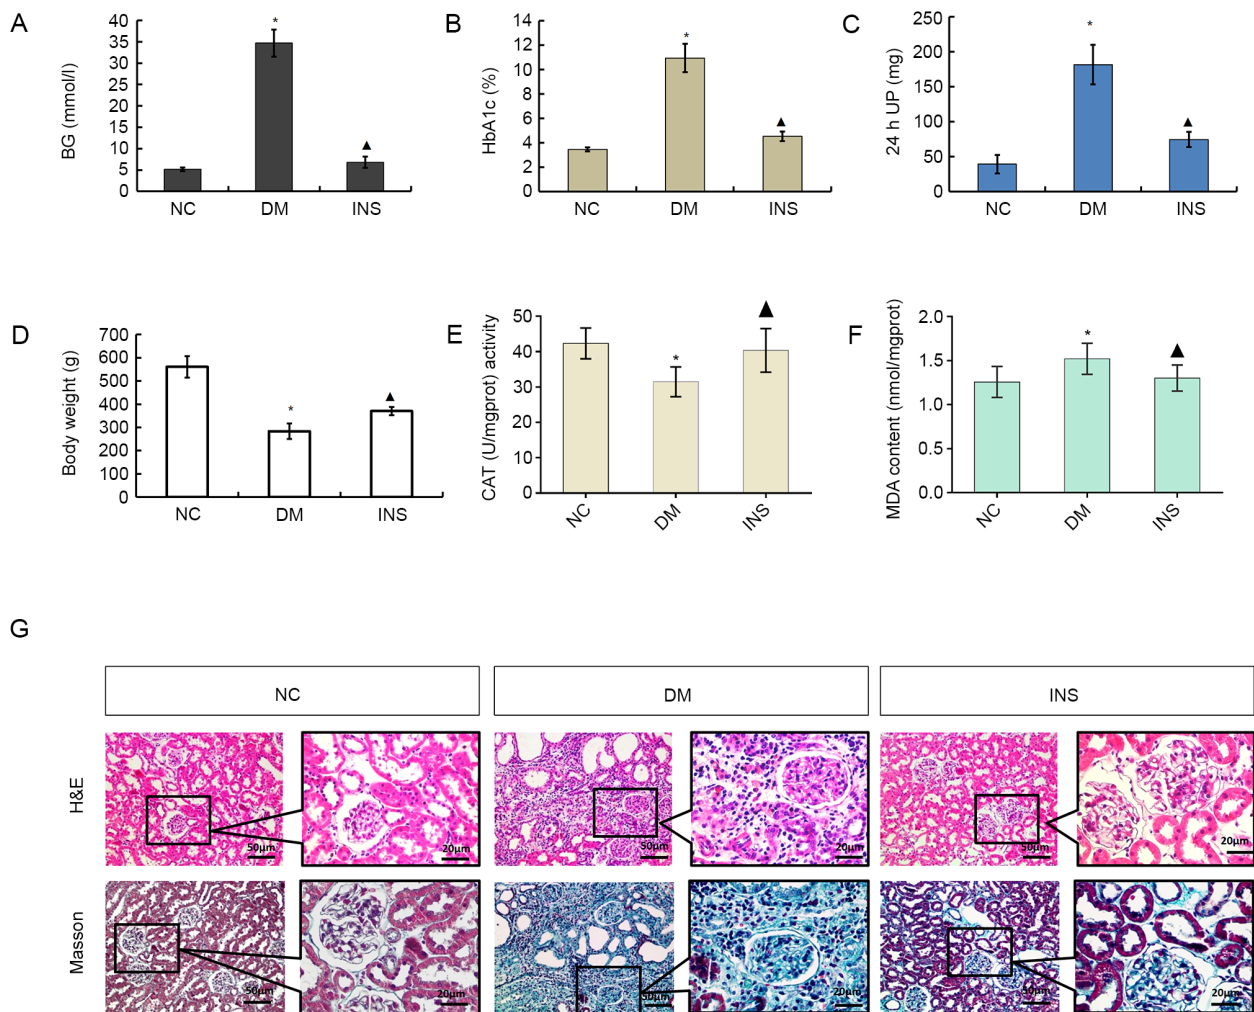 A
BG (mmol/l)
40
35
30
25
20
15
10
5
0
*
▲
NC DM INS
B
HbA1c (%)
14
12
10
8
6
4
2
0
*
▲
NC DM INS
C
24 h UP (mg)
250
200
150
100
50
0
*
▲
NC DM INS
D
Body weight (g)
700
600
500
400
300
200
100
0
*
▲
NC DM INS
E
CAT (U/mgprot) activity
50
40
30
20
10
0
*
▲
NC DM INS
F
MDA content (nmol/mgprot)
2.0
1.5
1.0
0.5
0.0
*
▲
NC DM INS
G
NC DM INS
H&E
50μm 20μm 50μm 20μm 50μm 20μm
Masson
50μm 20μm 50μm 20μm 50μm 20μm